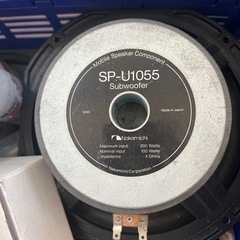 Mobile Speaker Component
SP-U1055
Subwoofer
Made in Japan
Nakamichi
Maximum input 200 Watts
Nominal input 100 Watts
Impedance 4 Ohms
Nakamichi Corporation